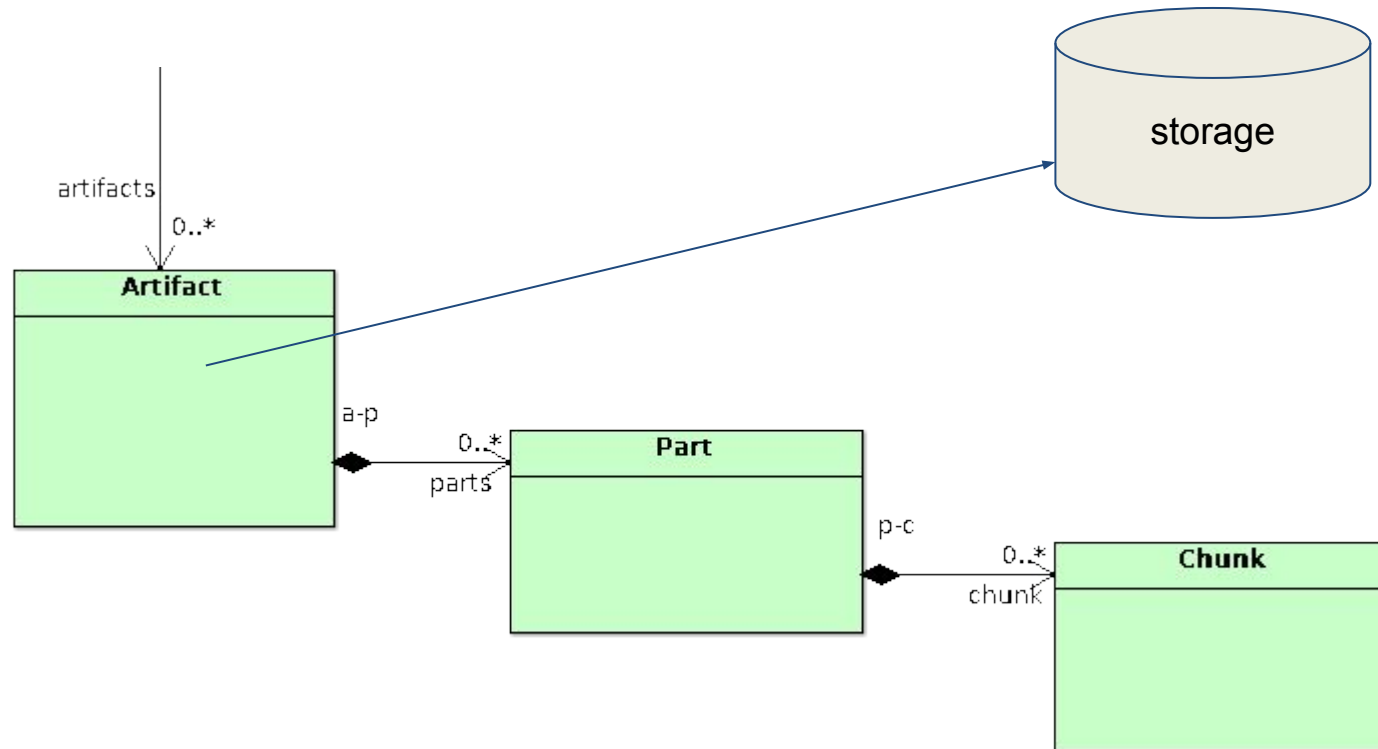 storage
artifacts
0..*
Artifact
a-p
0..*
parts
Part
p-c
0..*
chunk
Chunk